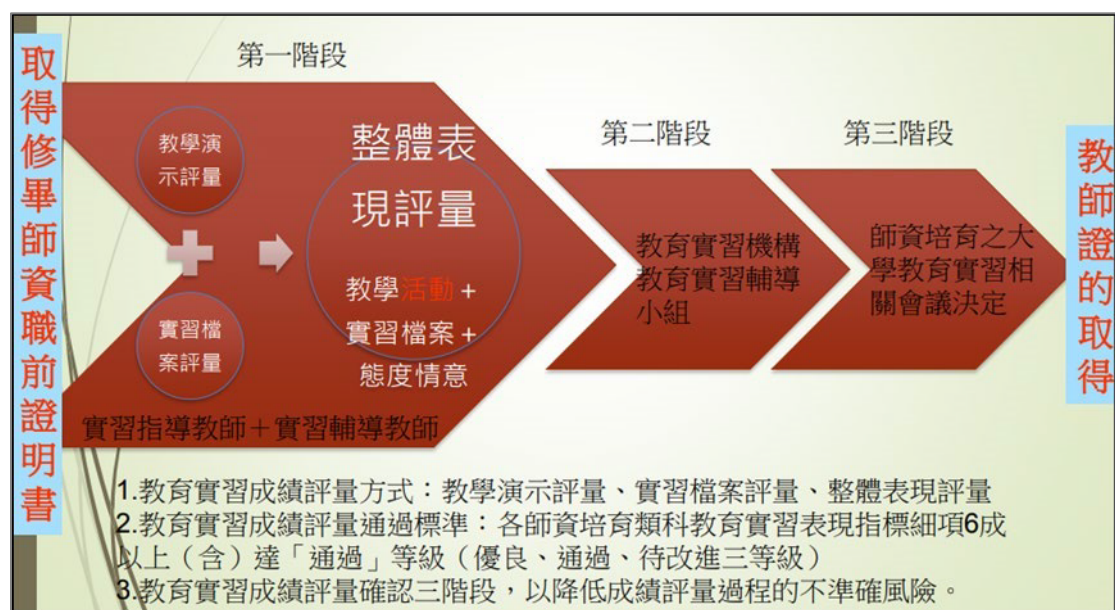 取得修畢師資職前證明書
第一階段
教學演
示評量
實習檔
案評量
整體表
現評量
教學活動+
實習檔案+
態度情意
實習指導教師+實習輔導教師
第二階段
教育實習機構
教育實習輔導
小組
第三階段
師資培育之大
學教育實習相
關會議決定
教師證的取得
1.教育實習成績評量方式：教學演示評量、實習檔案評量、整體表現評量
2.教育實習成績評量通過標準：各師資培育類科教育實習表現指標細項6成
以上（含）達「通過」等級（優良、通過、待改進三等級）
3.教育實習成績評量確認三階段，以降低成績評量過程的不準確風險。